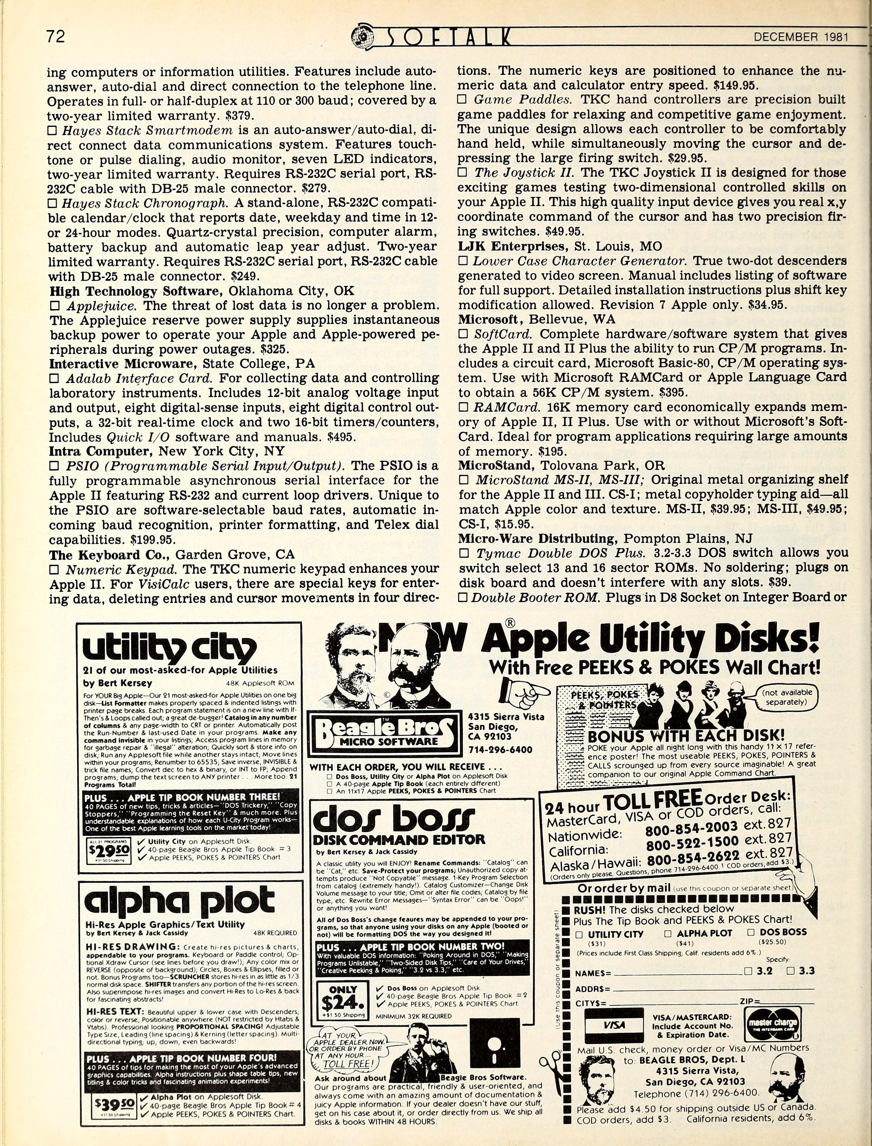 72
SOFTALK
DECEMBER 1981
ing computers or information utilities. Features include auto-
answer, auto-dial and direct connection to the telephone line.
Operates in full- or half-duplex at 110 or 300 baud; covered by a
two-year limited warranty. $379.
□ Hayes Stack Smartmodem is an auto-answer/auto-dial, di-
rect connect data communications system. Features touch-
tone or pulse dialing, audio monitor, seven LED indicators,
two-year limited warranty. Requires RS-232C serial port, RS-
232C cable with DB-25 male connector. $279.
□ Hayes Stack Chronograph. A stand-alone, RS-232C compati-
ble calendar/clock that reports date, weekday and time in 12-
or 24-hour modes. Quartz-crystal precision, computer alarm,
battery backup and automatic leap year adjust. Two-year
limited warranty. Requires RS-232C serial port, RS-232C cable
with DB-25 male connector. $249.
High Technology Software, Oklahoma City, OK
□ Applejuice. The threat of lost data is no longer a problem.
The Applejuice reserve power supply supplies instantaneous
backup power to operate your Apple and Apple-powered pe-
ripherals during power outages. $325.
Interactive Microware, State College, PA
□ Adalab Interface Card. For collecting data and controlling
laboratory instruments. Includes 12-bit analog voltage input
and output, eight digital-sense inputs, eight digital control out-
puts, a 32-bit real-time clock and two 16-bit timers/counters,
Includes Quick I/O software and manuals. $495.
Intra Computer, New York City, NY
□ PSIO (Programmable Serial Input/Output). The PSIO is a
fully programmable asynchronous serial interface for the
Apple II featuring RS-232 and current loop drivers. Unique to
the PSIO are software-selectable baud rates, automatic in-
coming baud recognition, printer formatting, and Telex dial
capabilities. $199.95.
The Keyboard Co., Garden Grove, CA
□ Numeric Keypad. The TKC numeric keypad enhances your
Apple II. For VisiCalc users, there are special keys for enter-
ing data, deleting entries and cursor movements in four direc-
tions. The numeric keys are positioned to enhance the nu-
meric data and calculator entry speed. $149.95.
□ Game Paddles. TKC hand controllers are precision built
game paddles for relaxing and competitive game enjoyment.
The unique design allows each controller to be comfortably
hand held, while simultaneously moving the cursor and de-
pressing the large firing switch. $29.95.
□ The Joystick II. The TKC Joystick II is designed for those
exciting games testing two-dimensional controlled skills on
your Apple II. This high quality input device gives you real x,y
coordinate command of the cursor and has two precision fir-
ing switches. $49.95.
LJK Enterprises, St. Louis, MO
□ Lower Case Character Generator. True two-dot descenders
generated to video screen. Manual includes listing of software
for full support. Detailed installation instructions plus shift key
modification allowed. Revision 7 Apple only. $34.95.
Microsoft, Bellevue, WA
□ SoftCard. Complete hardware/software system that gives
the Apple II and II Plus the ability to run CP/M programs. In-
cludes a circuit card, Microsoft Basic-80, CP/M operating sys-
tem. Use with Microsoft RAMCard or Apple Language Card
to obtain a 56K CP/M system. $395.
□ RAMCard. 16K memory card economically expands mem-
ory of Apple II, II Plus. Use with or without Microsoft's Soft-
Card. Ideal for program applications requiring large amounts
of memory. $195.
MicroStand, Tolovana Park, OR
□ MicroStand MS-II, MS-III; Original metal organizing shelf
for the Apple II and III. CS-I; metal copyholder typing aid—all
match Apple color and texture. MS-II, $39.95; MS-III, $49.95;
CS-I, $15.95.
Micro-Ware Distributing, Pompton Plains, NJ
□ Tymac Double DOS Plus. 3.2-3.3 DOS switch allows you
switch select 13 and 16 sector ROMs. No soldering; plugs on
disk board and doesn't interfere with any slots. $39.
□ Double Booter ROM. Plugs in D8 Socket on Integer Board or
utility city
21 of our most-asked-for Apple Utilities
by Bert Kersey 48K Applesoft ROM
For YOUR Big Apple—Our 21 most-asked-for Apple Utilities on one big
disk—List Formatter makes properly spaced & indented listings with
printer page breaks. Each program statement is on a new line with If-
Then's & Loops called out; a great de-bugger! Catalog in any number
of columns & any page-width to CRT or printer. Automatically post
the Run-Number & last-used Date in your programs. Make any
command invisible in your listings; Access program lines in memory
for garbage repair & "illegal" alteration; Quickly sort & store info on
disk, Run any Applesoft file while another stays intact; Move lines
within your programs; Renumber to 65535, Save inverse, INVISIBLE &
trick file names; Convert dec to hex & binary, or INT to FP; Append
programs; dump the text screen to ANY printer . . . More too: 21
Programs Total!
PLUS . . . APPLE TIP BOOK NUMBER THREE!
40 PAGES of new tips, tricks & articles—"DOS Trickery," "Copy
Stoppers," "Programming the Reset Key" & much more. Plus
understandable explanations of how each U-City Program works—
One of the best Apple learning tools on the market today!
ALL 21 PROGRAMS
$29.50
+$1.50 Shipping
✓ Utility City on Applesoft Disk
✓ 40-page Beagle Bros Apple Tip Book #3
✓ Apple PEEKS, POKES & POINTERS Chart
alpha plot
Hi-Res Apple Graphics/Text Utility
by Bert Kersey & Jack Cassidy 48K REQUIRED
HI-RES DRAWING: Create hi-res pictures & charts,
appendable to your programs. Keyboard or Paddle control, Op-
tional Xdraw Cursor (see lines before you draw!); Any color mix or
REVERSE (opposite of background); Circles, Boxes & Ellipses, filled or
not. Bonus Programs too—SCRUNCHER stores hi-res in as little as 1/3
normal disk space. SHIFTER transfers any portion of the hi-res screen.
Also superimpose hi-res images and convert Hi-Res to Lo-Res & back
for fascinating abstracts!
HI-RES TEXT: Beautiful upper & lower case with Descenders;
color or reverse, Positionable anywhere (NOT restricted by Htabs &
Vtabs). Professional looking PROPORTIONAL SPACING! Adjustable
Type Size, Leading (line spacing) & Kerning (letter spacing). Multi-
directional typing; up, down, even backwards!
PLUS . . . APPLE TIP BOOK NUMBER FOUR!
40 PAGES of tips for making the most of your Apple's advanced
graphics capabilities. Alpha instructions plus shape table tips, new
titling & color tricks and fascinating animation experiments!
$39.50
✓ Alpha Plot on Applesoft Disk.
✓ 40-page Beagle Bros Apple Tip Book #4
✓ Apple PEEKS, POKES & POINTERS Chart.
NEW Apple® Utility Disks!
With Free PEEKS & POKES Wall Chart!
Beagle Bros
MICRO SOFTWARE
4315 Sierra Vista
San Diego,
CA 92103
714-296-6400
WITH EACH ORDER, YOU WILL RECEIVE . . .
□ Dos Boss, Utility City or Alpha Plot on Applesoft Disk
□ A 40-page Apple Tip Book (each entirely different)
□ An 11x17 Apple PEEKS, POKES & POINTERS Chart
dos boss
DISK COMMAND EDITOR
by Bert Kersey & Jack Cassidy
A classic utility you will ENJOY! Rename Commands: "Catalog" can
be "Cat," etc. Save-Protect your Programs; Unauthorized copy at-
tempts produce "Not Copyable" message. 1-Key Program Selection
from catalog (extremely handy!). Catalog Customizer—Change Disk
Volume message to your title; Omit or alter file codes, Catalog by file
type, etc. Rewrite Error Messages—"Syntax Error" can be "Oops!"
or anything you want!
All of Dos Boss's change feaures may be appended to your pro-
grams, so that anyone using your disks on any Apple (booted or
not) will be formatting DOS the way you designed it!
PLUS . . . APPLE TIP BOOK NUMBER TWO!
With valuable DOS information: "Poking Around in DOS," "Making
Programs Unlistable," "Two-Sided Disk Tips," "Care of Your Drives,"
"Creative Peeking & Poking," "3.2 vs 3.3," etc.
ONLY
$24.
+$1.50 Shipping
✓ Dos Boss on Applesoft Disk
✓ 40-page Beagle Bros Apple Tip Book #2
✓ Apple PEEKS, POKES & POINTERS Chart
MINIMUM 32K REQUIRED
AT YOUR
APPLE DEALER NOW.
OR ORDER BY PHONE
AT ANY HOUR...
TOLL FREE!
Ask around about Beagle Bros Software.
Our programs are practical, friendly & user-oriented, and
always come with an amazing amount of documentation &
juicy Apple information. If your dealer doesn't have our stuff,
get on his case about it, or order directly from us. We ship all
disks & books WITHIN 48 HOURS.
PEEKS, POKES
& POINTERS
(not available
separately)
BONUS WITH EACH DISK!
POKE your Apple all night long with this handy 11 × 17 refer-
ence poster! The most useable PEEKS, POKES, POINTERS &
CALLS scrounged up from every source imaginable! A great
companion to our original Apple Command Chart.
24 hour TOLL FREE Order Desk:
MasterCard, VISA or COD orders, call:
Nationwide: 800-854-2003 ext. 827
California: 800-522-1500 ext. 827
Alaska/Hawaii: 800-854-2622 ext. 827
(Orders only please. Questions, phone 714-296-6400. COD orders, add $3.)
Or order by mail (use this coupon or separate sheet)
(Use this coupon or separate sheet)
RUSH! The disks checked below
Plus The Tip Book and PEEKS & POKES Chart!
□ UTILITY CITY □ ALPHA PLOT □ DOS BOSS
($31) ($41) ($25.50)
(Prices include First Class Shipping, Calif. residents add 6%.)
Specify:
NAME= □ 3.2 □ 3.3
ADDR$=
CITY$= ZIP=
VISA
VISA/MASTERCARD:
Include Account No.
& Expiration Date.
master charge
THE INTERBANK CARD
Mail U.S. check, money order or Visa/MC Numbers
to: BEAGLE BROS, Dept. L
4315 Sierra Vista,
San Diego, CA 92103
Telephone (714) 296-6400.
Please add $4.50 for shipping outside US or Canada.
COD orders, add $3. California residents, add 6%.